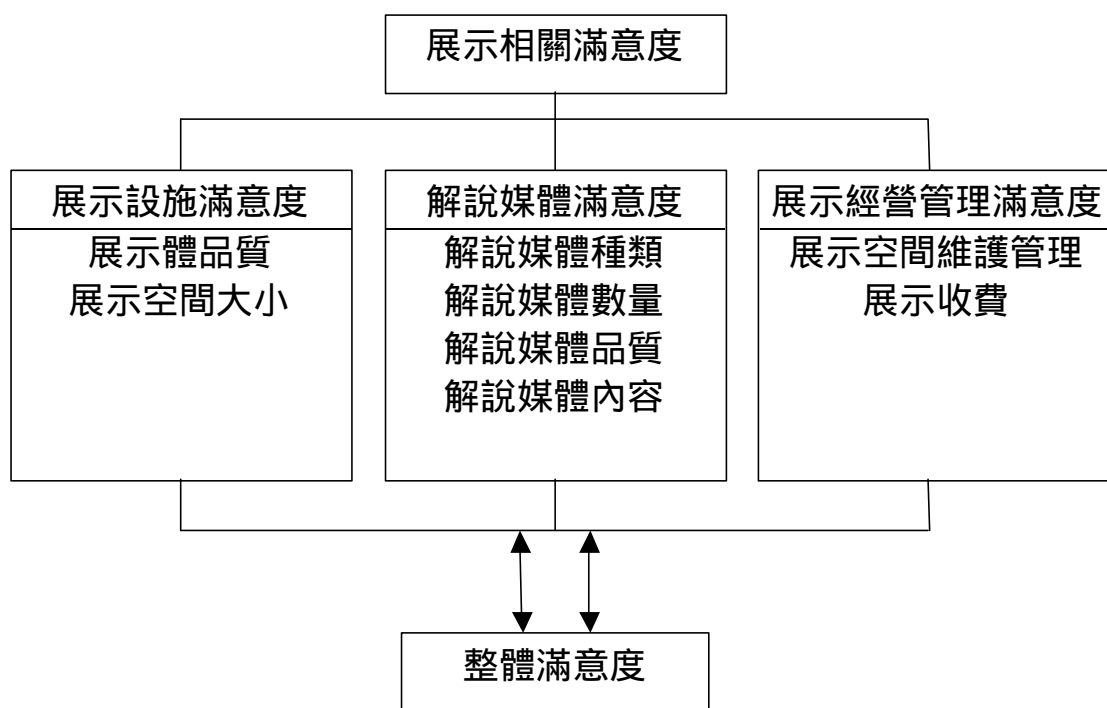 展示相關滿意度
展示設施滿意度
展示體品質
展示空間大小
解說媒體滿意度
解說媒體種類
解說媒體數量
解說媒體品質
解說媒體內容
展示經營管理滿意度
展示空間維護管理
展示收費
整體滿意度